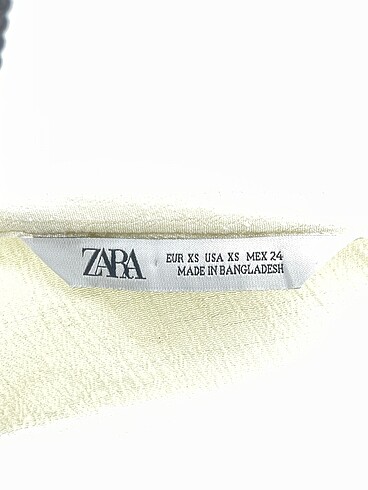 ZARA
EUR XS USA XS MEX 24
MADE IN BANGLADESH